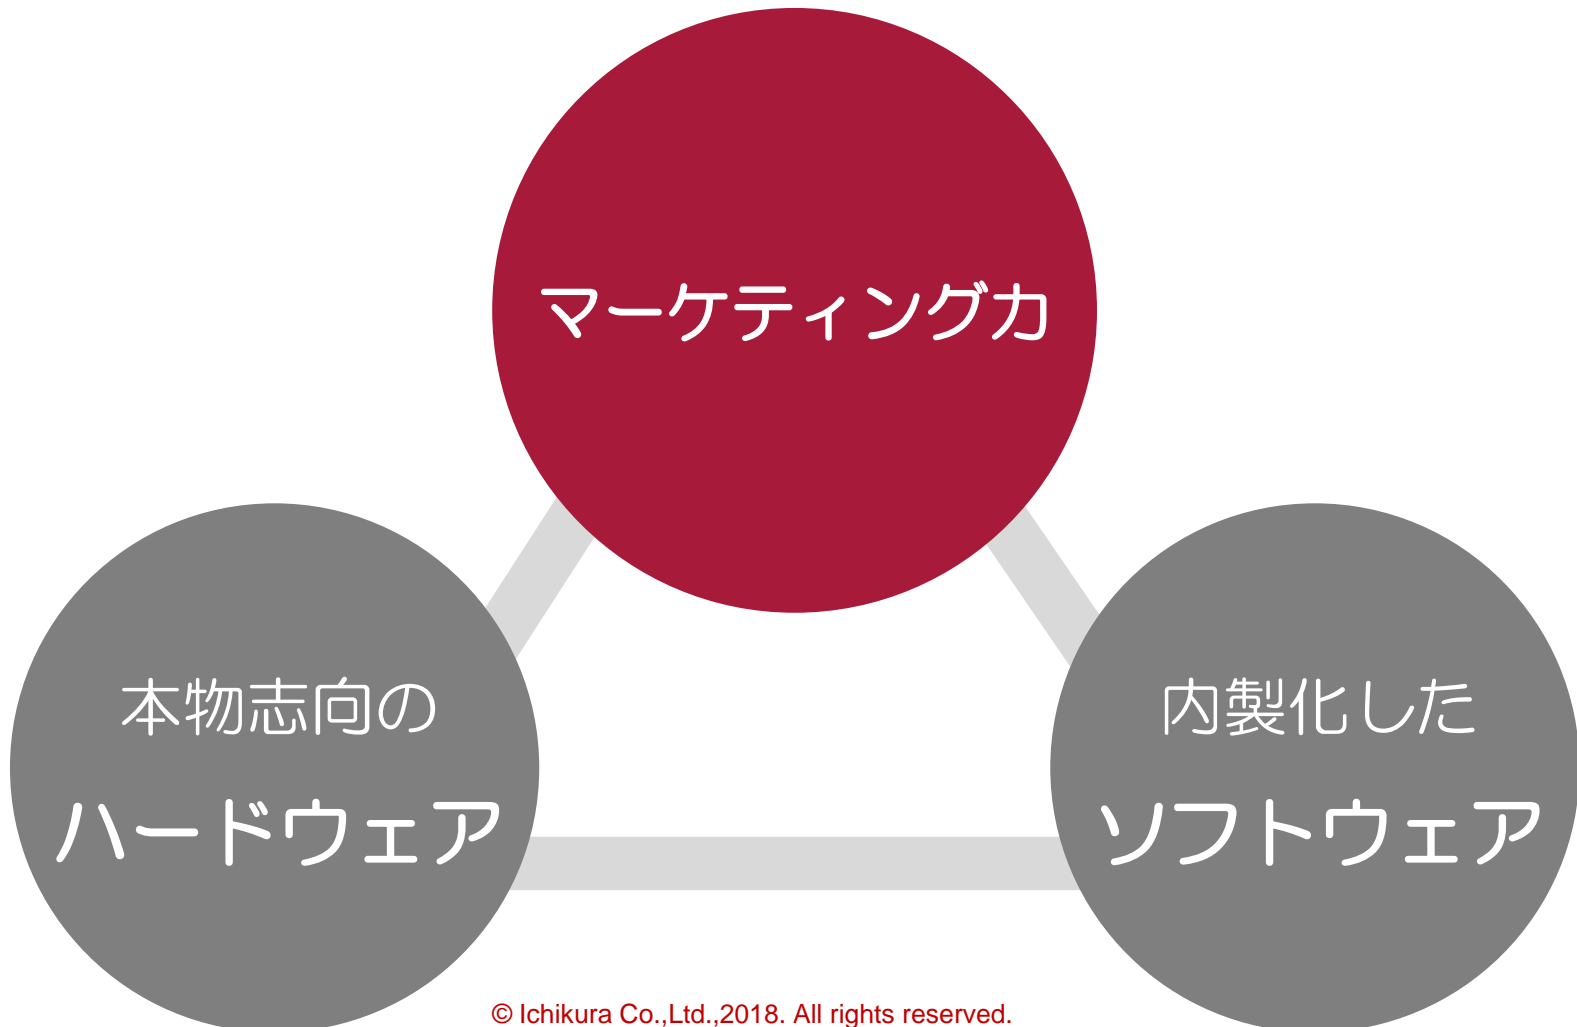 マーケティング力
本物志向の
ハードウェア
内製化した
ソフトウェア
© Ichikura Co.,Ltd.,2018. All rights reserved.